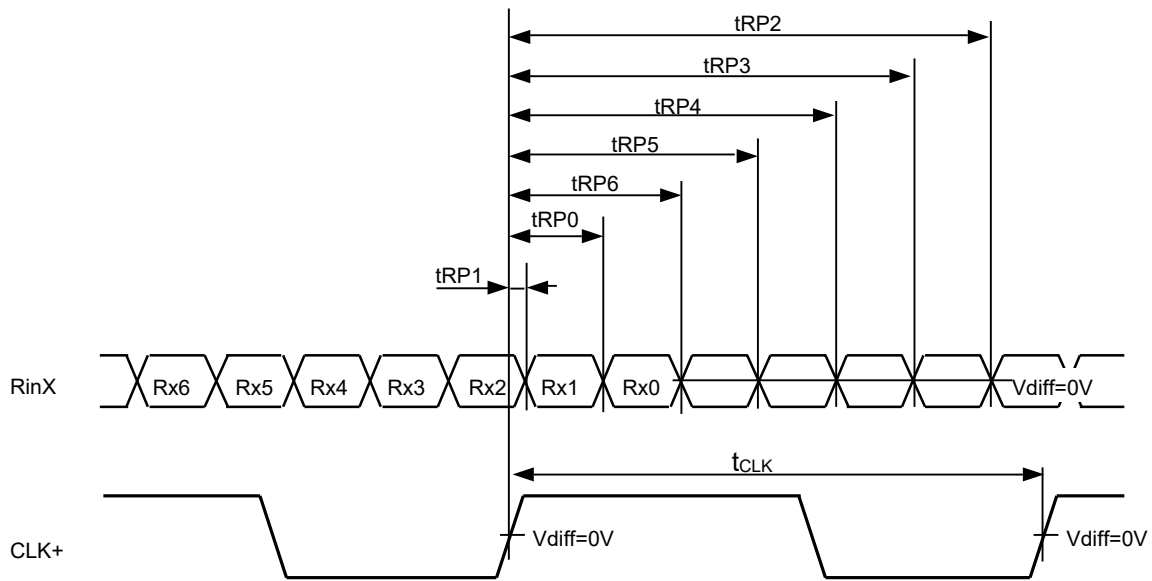 tRP2
tRP3
tRP4
tRP5
tRP6
tRP0
tRP1
RinX Rx6 Rx5 Rx4 Rx3 Rx2 Rx1 Rx0 Vdiff=0V
tCLK
CLK+ Vdiff=0V Vdiff=0V